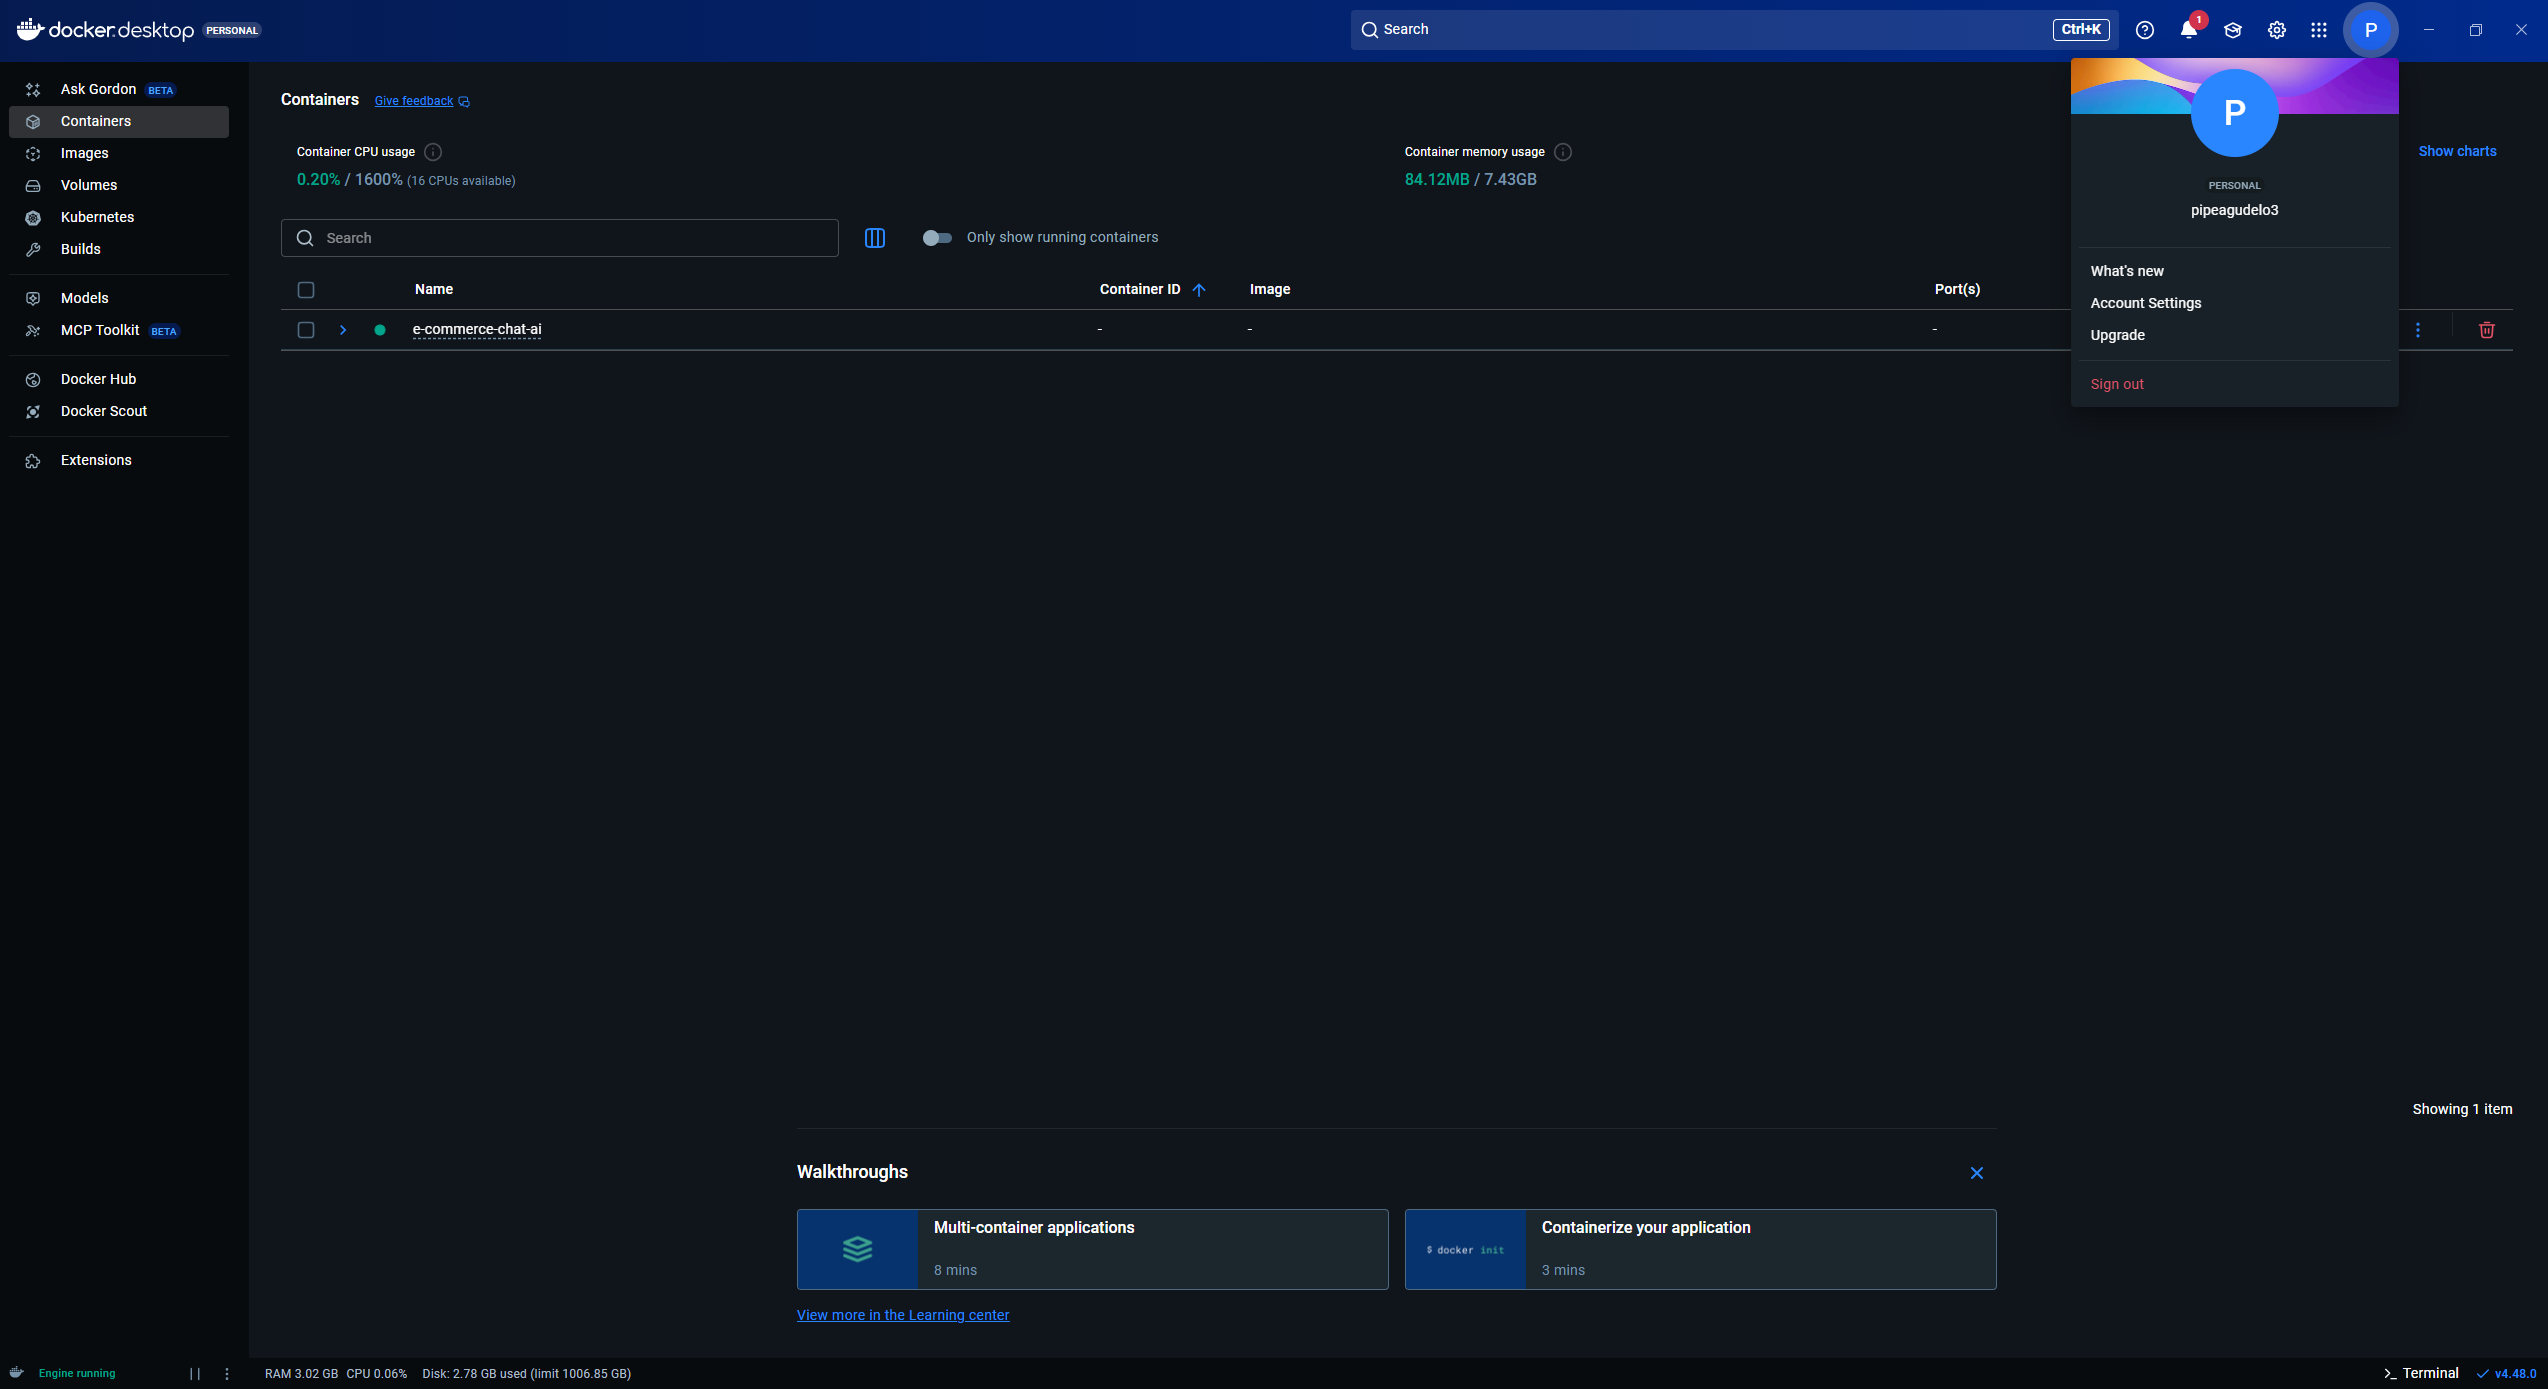 docker.desktop PERSONAL
Search Ctrl+K
1
P
Ask Gordon BETA
Containers
Images
Volumes
Kubernetes
Builds
Models
MCP Toolkit BETA
Docker Hub
Docker Scout
Extensions
Containers Give feedback
Container CPU usage
0.20% / 1600% (16 CPUs available)
Container memory usage
84.12MB / 7.43GB
Show charts
Search
Only show running containers
Name Container ID Image Port(s)
e-commerce-chat-ai - - -
P
PERSONAL
pipeagudelo3
What's new
Account Settings
Upgrade
Sign out
Showing 1 item
Walkthroughs
Multi-container applications
8 mins
$ docker init
Containerize your application
3 mins
View more in the Learning center
Engine running
RAM 3.02 GB CPU 0.06% Disk: 2.78 GB used (limit 1006.85 GB)
Terminal
v4.48.0